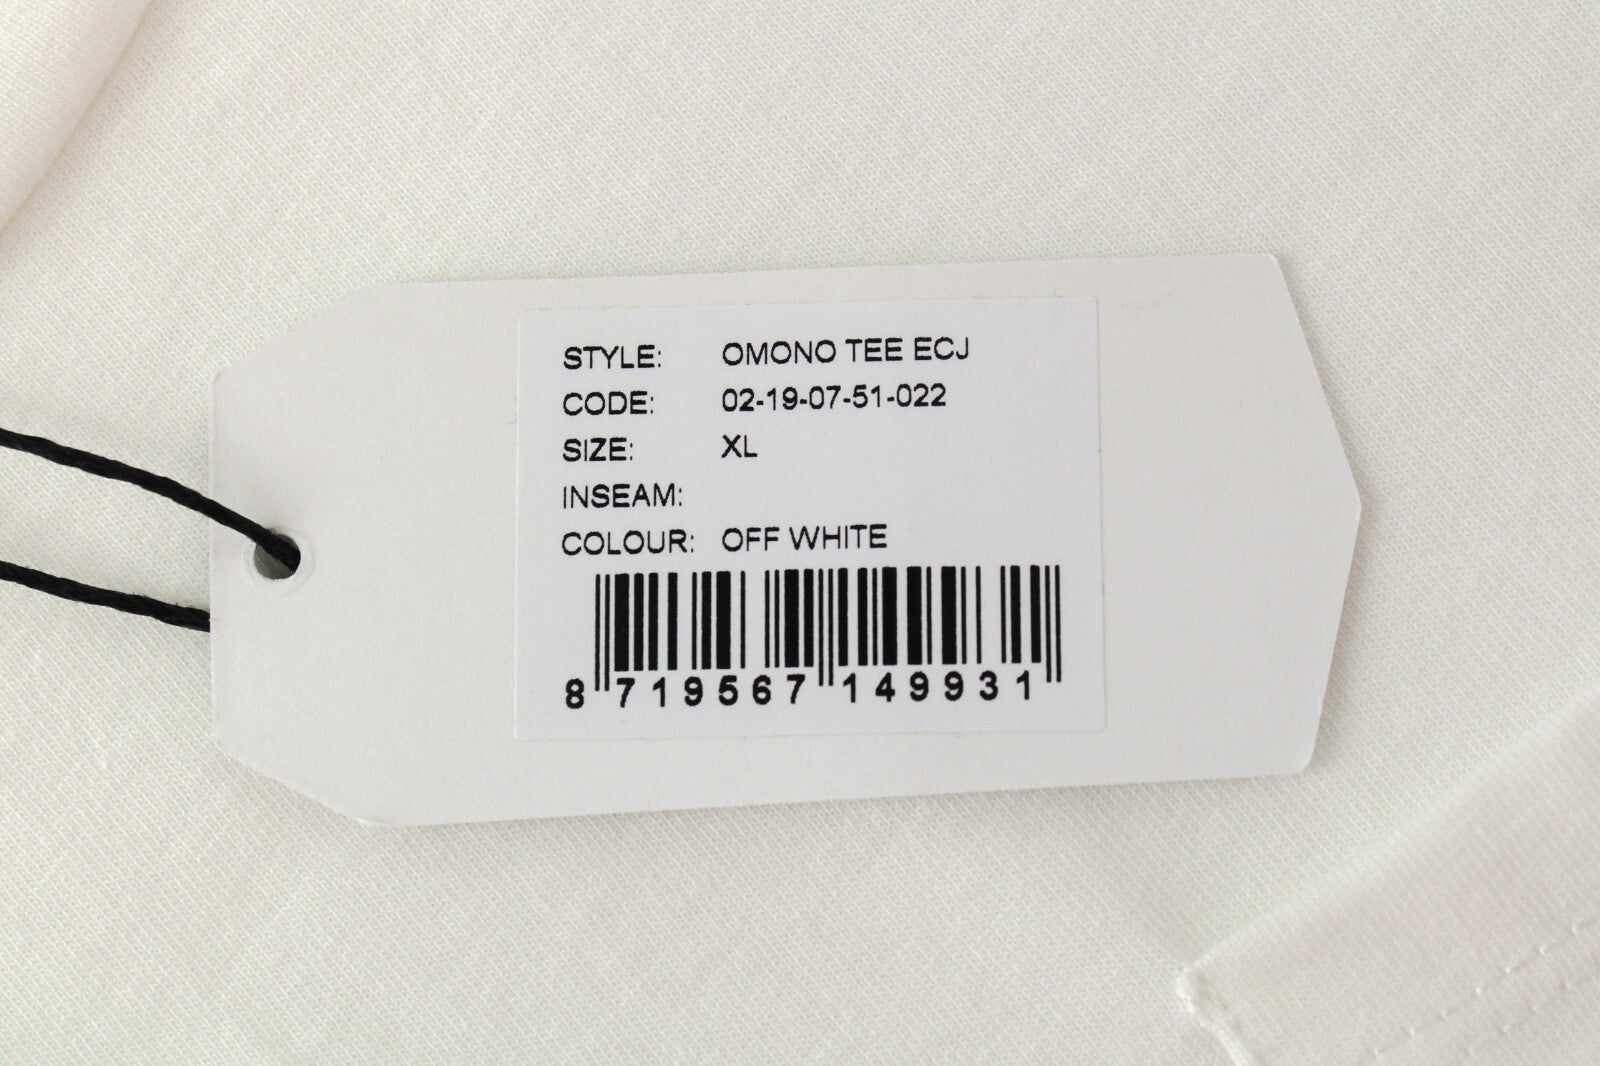 STYLE: OMONO TEE ECJ
CODE: 02-19-07-51-022
SIZE: XL
INSEAM:
COLOUR: OFF WHITE
8 719567 149931